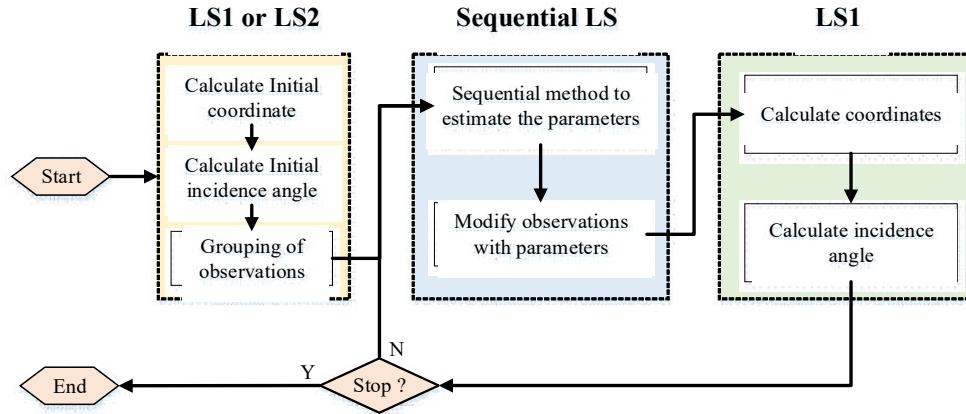 LS1 or LS2
Sequential LS
LS1
Start
Calculate Initial
coordinate
Calculate Initial
incidence angle
Grouping of
observations
Sequential method to
estimate the parameters
Modify observations
with parameters
Calculate coordinates
Calculate incidence
angle
N
Y
Stop ?
End